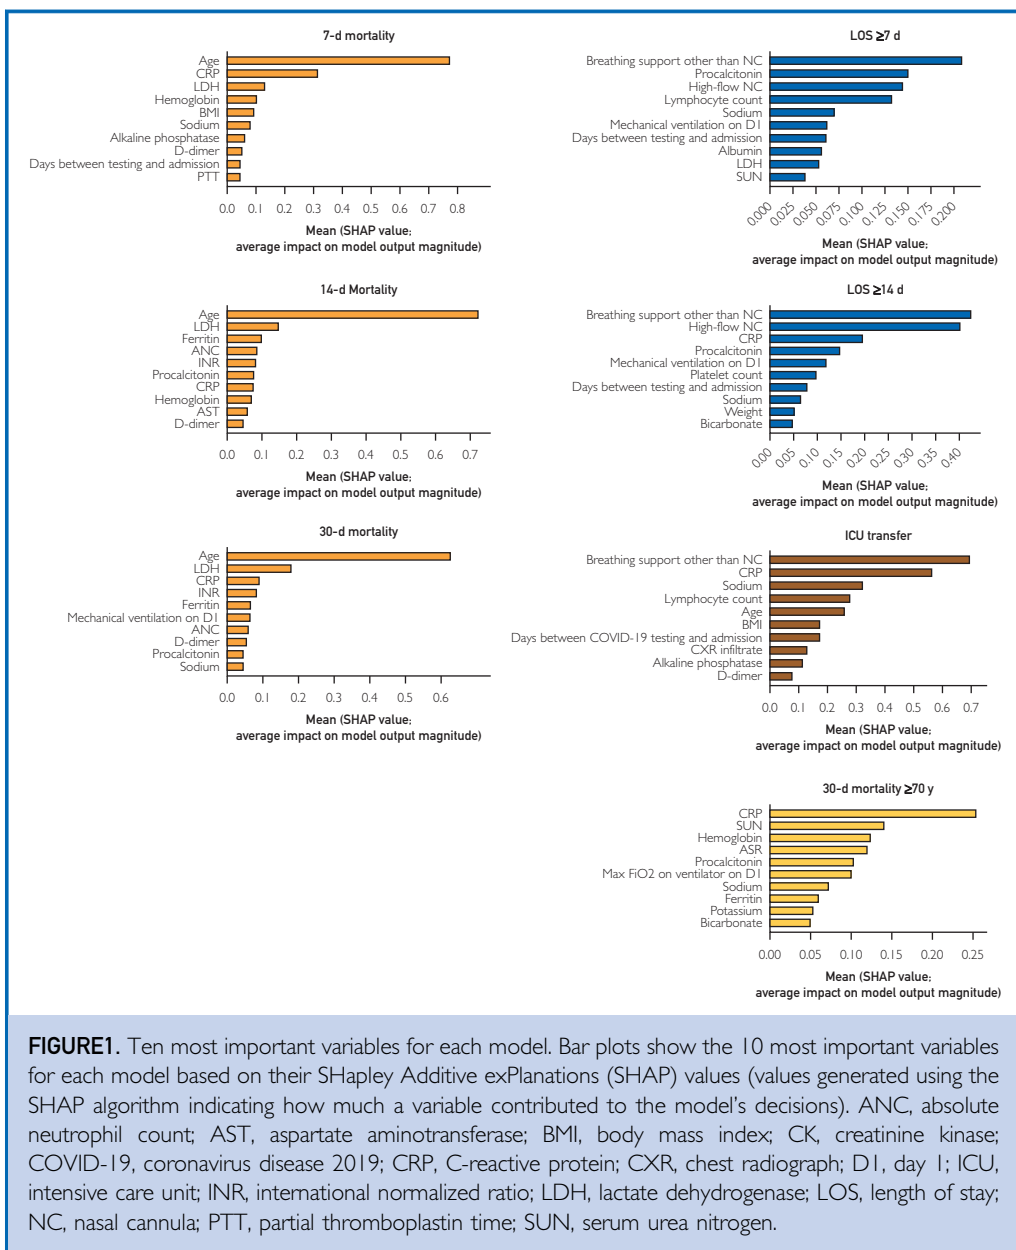 7-d mortality
Age
CRP
LDH
Hemoglobin
BMI
Sodium
Alkaline phosphatase
D-dimer
Days between testing and admission
PTT
0.0 0.1 0.2 0.3 0.4 0.5 0.6 0.7 0.8
Mean (SHAP value;
average impact on model output magnitude)
14-d Mortality
Age
LDH
Ferritin
ANC
INR
Procalcitonin
CRP
Hemoglobin
AST
D-dimer
0.0 0.1 0.2 0.3 0.4 0.5 0.6 0.7
Mean (SHAP value;
average impact on model output magnitude)
30-d mortality
Age
LDH
CRP
INR
Ferritin
Mechanical ventilation on D1
ANC
D-dimer
Procalcitonin
Sodium
0.0 0.1 0.2 0.3 0.4 0.5 0.6
Mean (SHAP value;
average impact on model output magnitude)
LOS ≥7 d
Breathing support other than NC
Procalcitonin
High-flow NC
Lymphocyte count
Sodium
Mechanical ventilation on D1
Days between testing and admission
Albumin
LDH
SUN
0.000 0.025 0.050 0.075 0.100 0.125 0.150 0.175 0.200
Mean (SHAP value;
average impact on model output magnitude)
LOS ≥14 d
Breathing support other than NC
High-flow NC
CRP
Procalcitonin
Mechanical ventilation on D1
Platelet count
Days between testing and admission
Sodium
Weight
Bicarbonate
0.00 0.05 0.10 0.15 0.20 0.25 0.30 0.35 0.40
Mean (SHAP value;
average impact on model output magnitude)
ICU transfer
Breathing support other than NC
CRP
Sodium
Lymphocyte count
Age
BMI
Days between COVID-19 testing and admission
CXR infiltrate
Alkaline phosphatase
D-dimer
0.0 0.1 0.2 0.3 0.4 0.5 0.6 0.7
Mean (SHAP value;
average impact on model output magnitude)
30-d mortality ≥70 y
CRP
SUN
Hemoglobin
ASR
Procalcitonin
Max FiO2 on ventilator on D1
Sodium
Ferritin
Potassium
Bicarbonate
0.00 0.05 0.10 0.15 0.20 0.25
Mean (SHAP value;
average impact on model output magnitude)
FIGURE1. Ten most important variables for each model. Bar plots show the 10 most important variables
for each model based on their SHapley Additive exPlanations (SHAP) values (values generated using the
SHAP algorithm indicating how much a variable contributed to the model's decisions). ANC, absolute
neutrophil count; AST, aspartate aminotransferase; BMI, body mass index; CK, creatinine kinase;
COVID-19, coronavirus disease 2019; CRP, C-reactive protein; CXR, chest radiograph; D1, day 1; ICU,
intensive care unit; INR, international normalized ratio; LDH, lactate dehydrogenase; LOS, length of stay;
NC, nasal cannula; PTT, partial thromboplastin time; SUN, serum urea nitrogen.